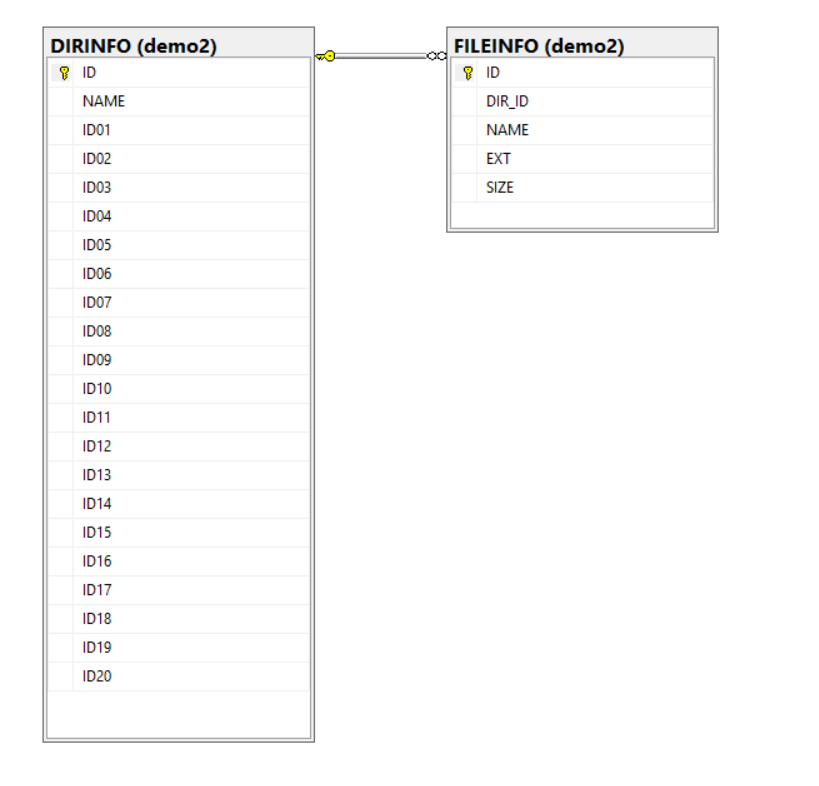 DIRINFO (demo2)
ID
NAME
ID01
ID02
ID03
ID04
ID05
ID06
ID07
ID08
ID09
ID10
ID11
ID12
ID13
ID14
ID15
ID16
ID17
ID18
ID19
ID20
FILEINFO (demo2)
ID
DIR_ID
NAME
EXT
SIZE